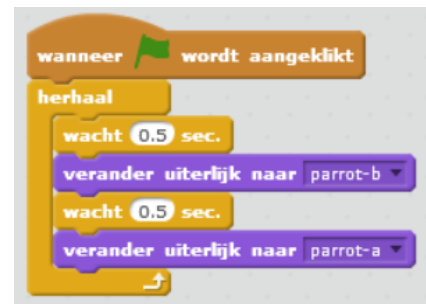 wanneer wordt aangeklikt
herhaal
wacht 0.5 sec.
verander uiterlijk naar parrot-b
wacht 0.5 sec.
verander uiterlijk naar parrot-a